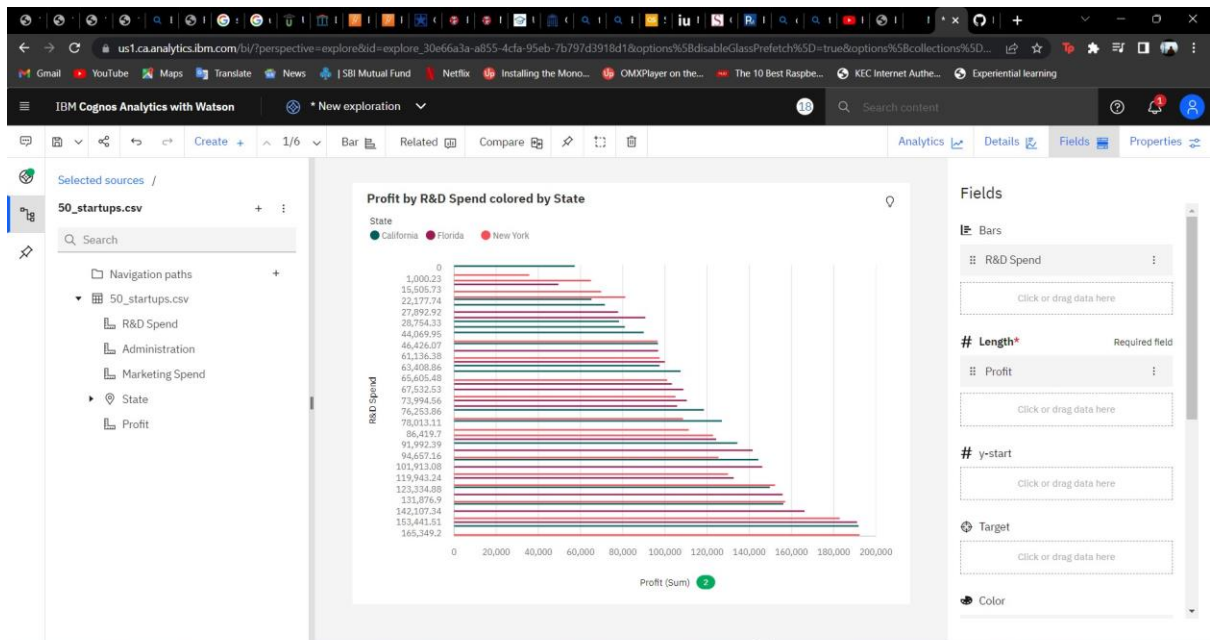 us1.ca.analytics.ibm.com/bi/?perspective=explore&id=explore_30e66a3a-a855-4cfa-95eb-7b797d3918d1&options%5BdisableGlassPrefetch%5D=true&options%5Bcollections%5D...
Gmail YouTube Maps Translate News | SBI Mutual Fund Netflix Installing the Mono... OMXPlayer on the... The 10 Best Raspbe... KEC Internet Authe... Experiential learning
IBM Cognos Analytics with Watson * New exploration 18 Search content 1
Create + 1/6 Bar Related Compare Analytics Details Fields Properties
Selected sources /
50_startups.csv
Search
Navigation paths
50_startups.csv
R&D Spend
Administration
Marketing Spend
State
Profit
Profit by R&D Spend colored by State
State
California Florida New York
R&D Spend
0
1,000.23
15,505.73
22,177.74
27,892.92
28,754.33
44,069.95
46,426.07
61,136.38
63,408.86
65,605.48
67,532.53
73,994.56
76,253.86
78,013.11
86,419.7
91,992.39
94,657.16
101,913.08
119,943.24
123,334.88
131,876.9
142,107.34
153,441.51
165,349.2
0 20,000 40,000 60,000 80,000 100,000 120,000 140,000 160,000 180,000 200,000
Profit (Sum) 2
Fields
Bars
R&D Spend
Click or drag data here
# Length* Required field
Profit
Click or drag data here
# y-start
Click or drag data here
Target
Click or drag data here
Color